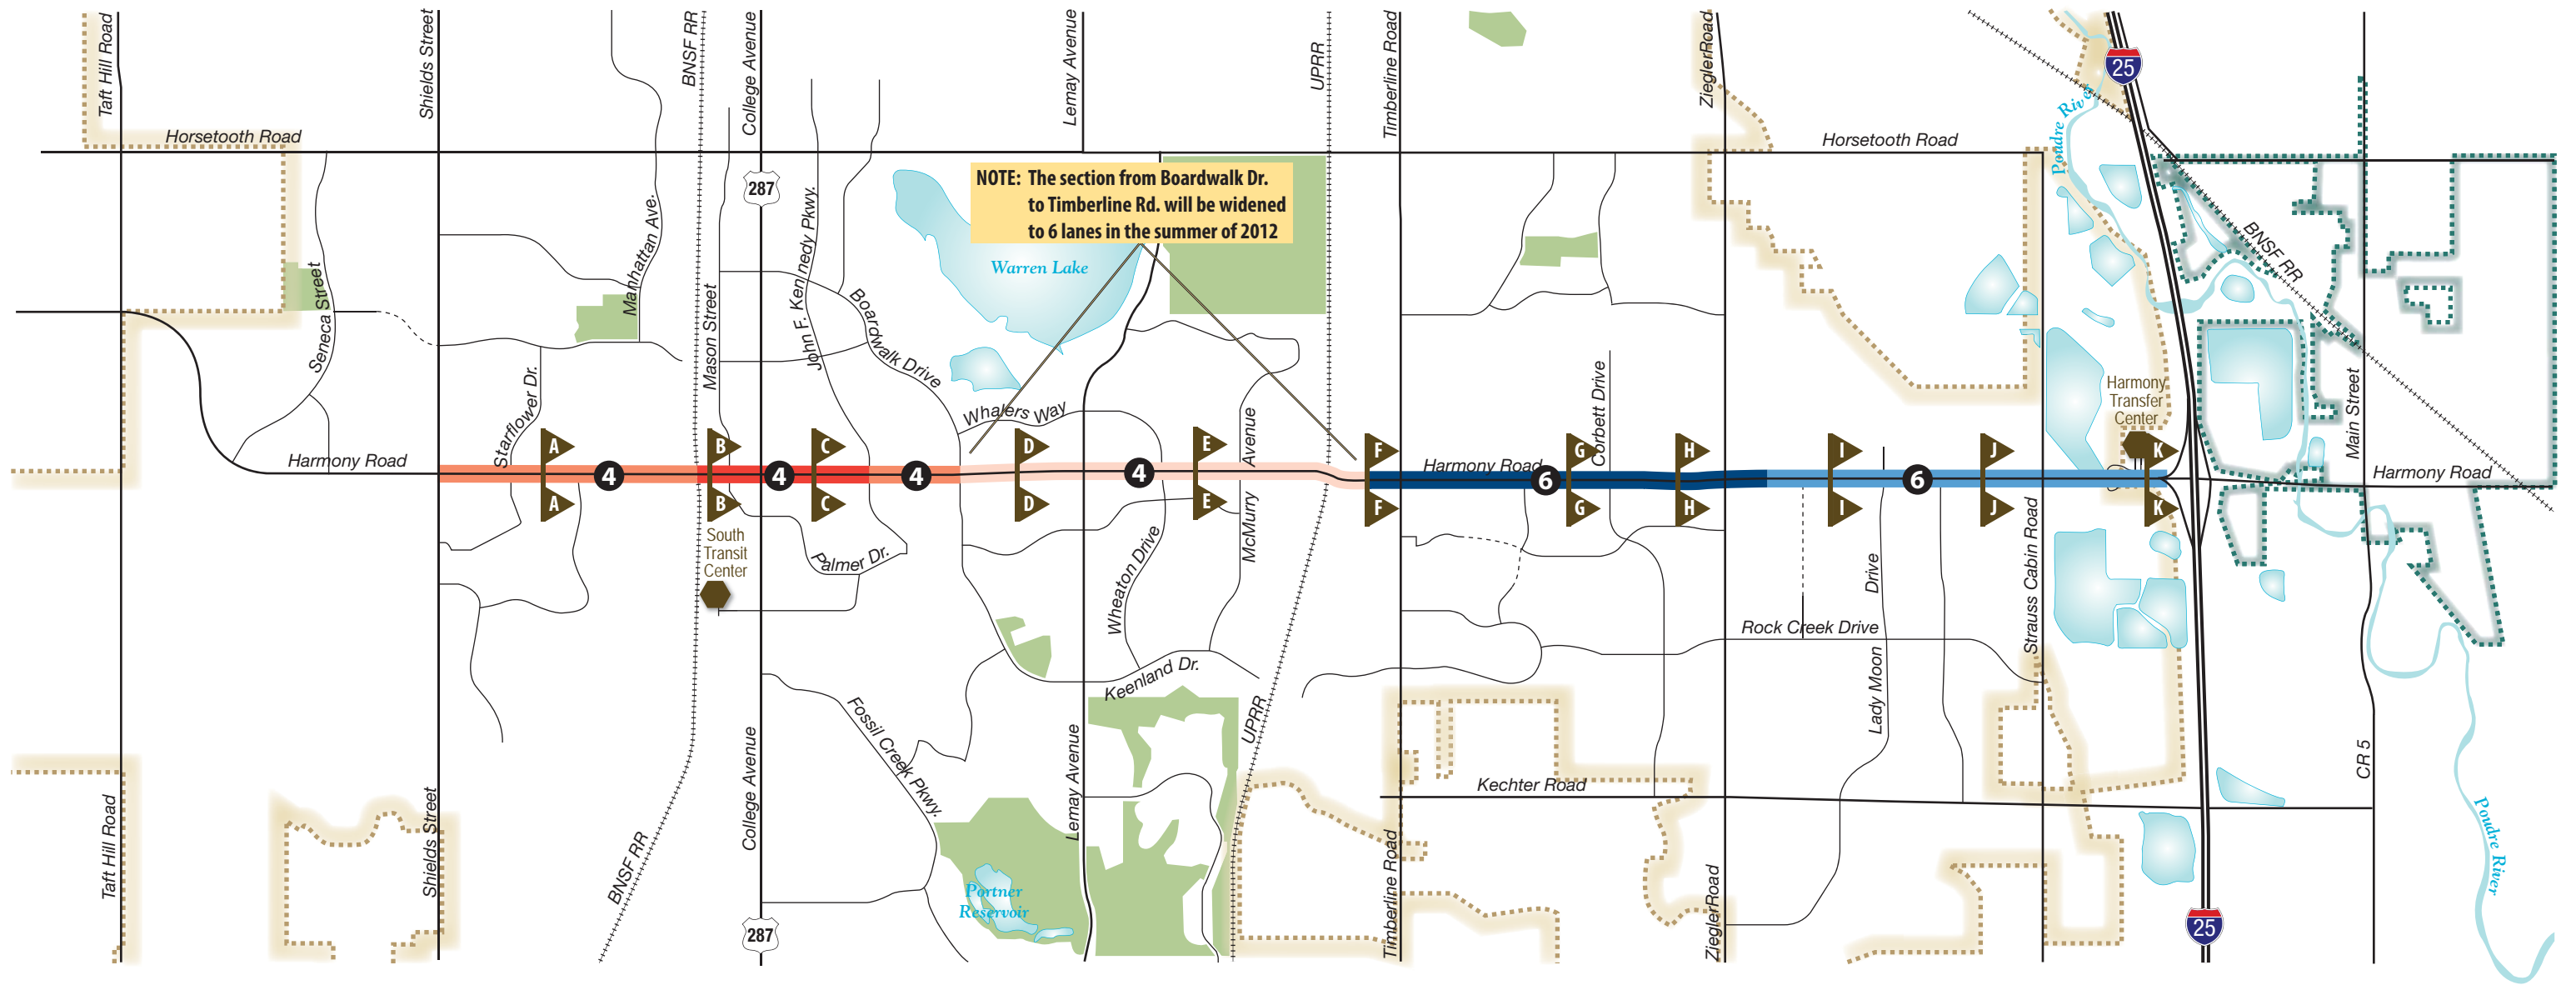 Taft Hill Road
Shields Street
BNSF RR
College Avenue
Lemay Avenue
UPRR
Timberline Road
ZieglerRoad
25
Poudre River
Horsetooth Road
Horsetooth Road
287
NOTE: The section from Boardwalk Dr.
to Timberline Rd. will be widened
to 6 lanes in the summer of 2012
Warren Lake
Seneca Street
Manhattan Ave.
Mason Street
John F. Kennedy Pkwy.
Boardwalk Drive
BNSF RR
Starflower Dr.
Whalers Way
Avenue
Corbett Drive
Harmony
Transfer
Center
Main Street
A
B
C
D
E
F
G
H
I
J
K
Harmony Road
Harmony Road
Harmony Road
4
4
4
4
6
6
A
B
C
D
E
F
G
H
I
J
K
South
Transit
Center
Palmer Dr.
Wheaton Drive
McMurry
Drive
Strauss Cabin Road
Rock Creek Drive
Keenland Dr.
Lady Moon
Fossil Creek Pkwy.
UPRR
Kechter Road
CR 5
Taft Hill Road
Shields Street
BNSF RR
College Avenue
Lemay Avenue
Timberline Road
ZieglerRoad
Portner
Reservoir
287
25
Poudre River